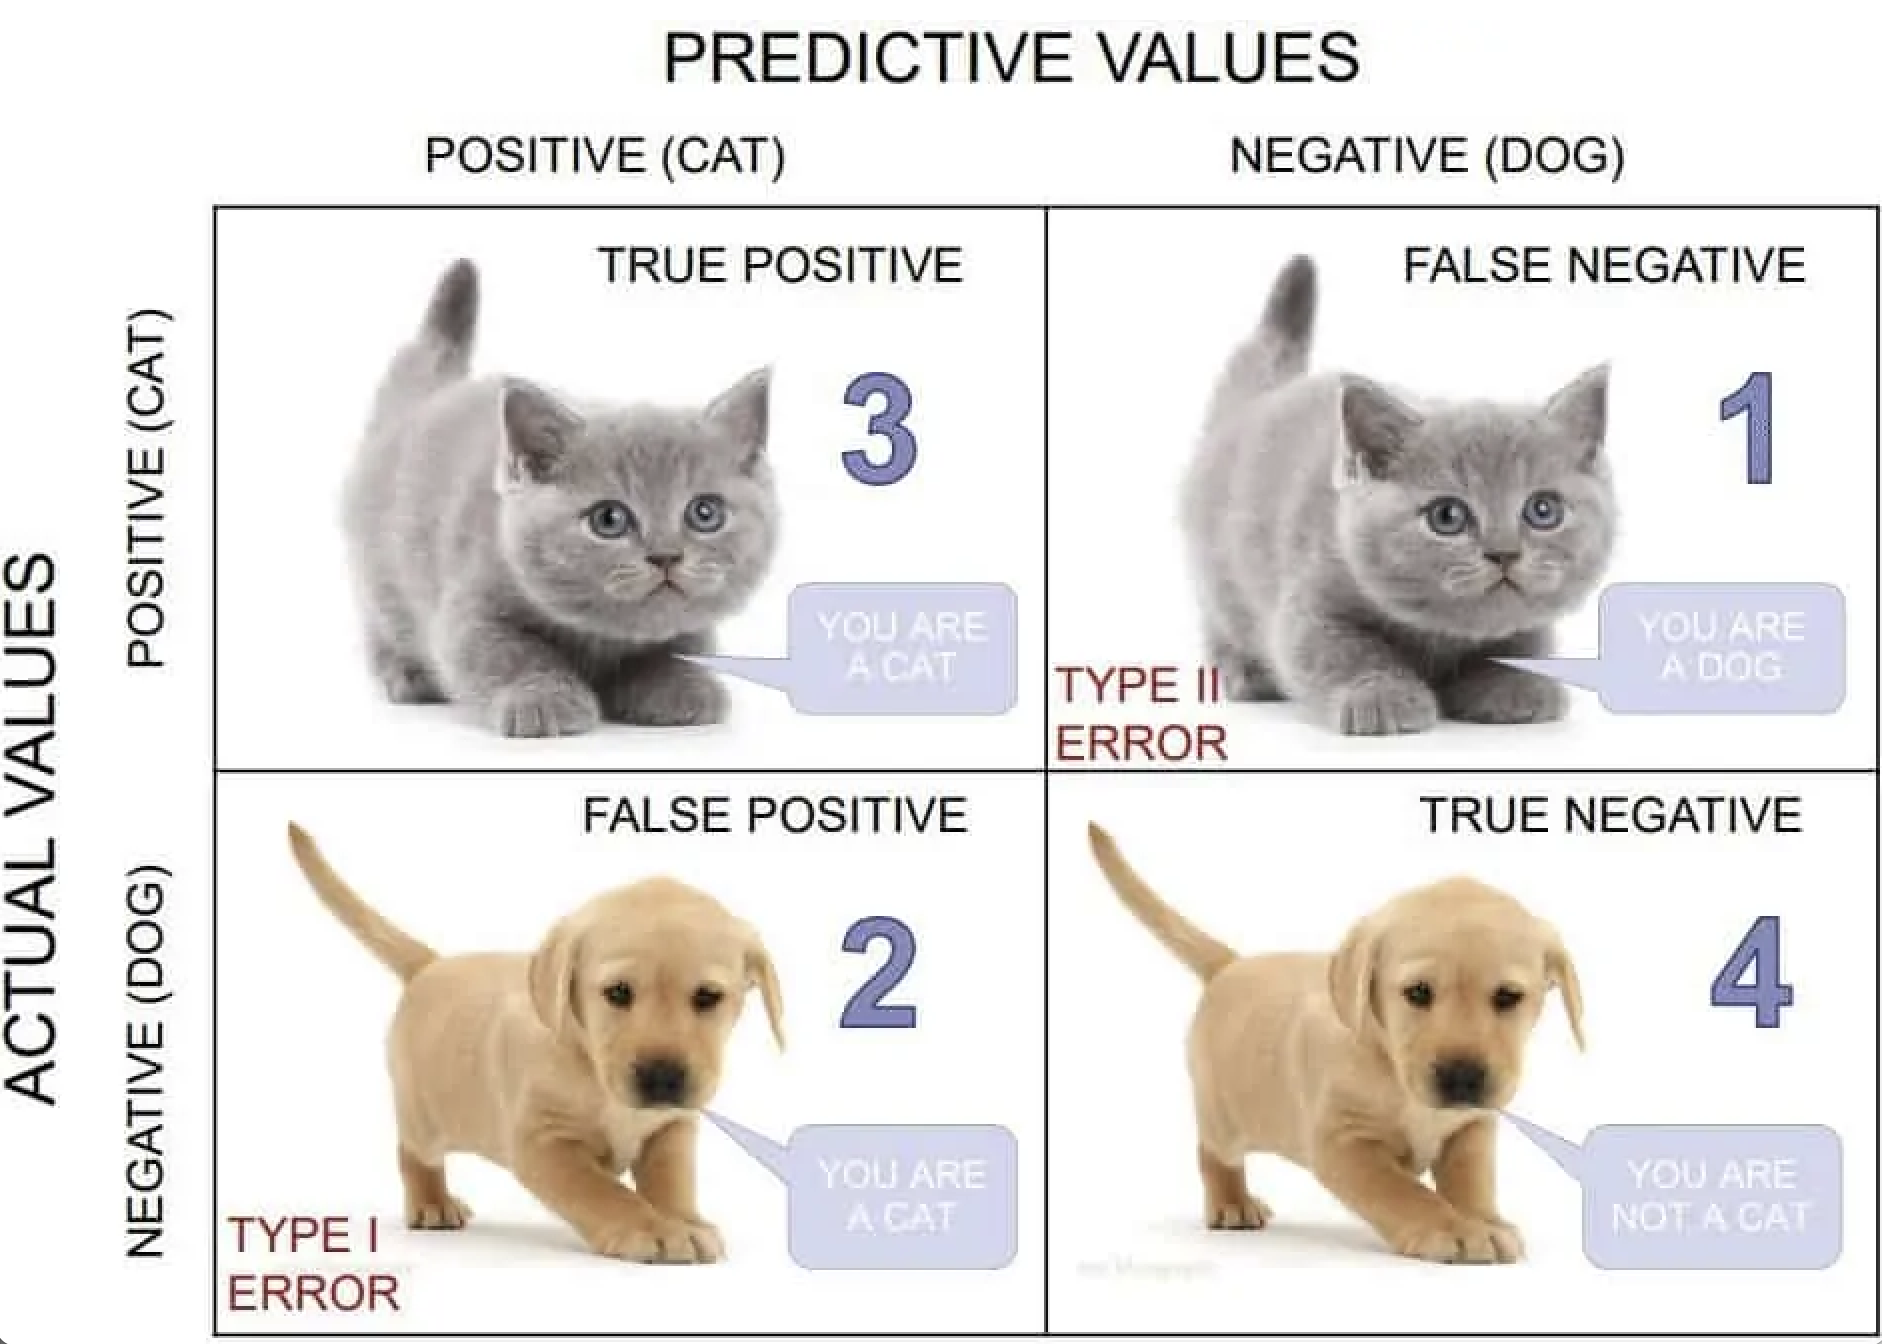 PREDICTIVE VALUES
POSITIVE (CAT)
NEGATIVE (DOG)
ACTUAL VALUES
POSITIVE (CAT)
TRUE POSITIVE
3
YOU ARE
A CAT
FALSE NEGATIVE
1
YOU ARE
A DOG
TYPE II
ERROR
NEGATIVE (DOG)
FALSE POSITIVE
2
YOU ARE
A CAT
TYPE I
ERROR
TRUE NEGATIVE
4
YOU ARE
NOT A CAT